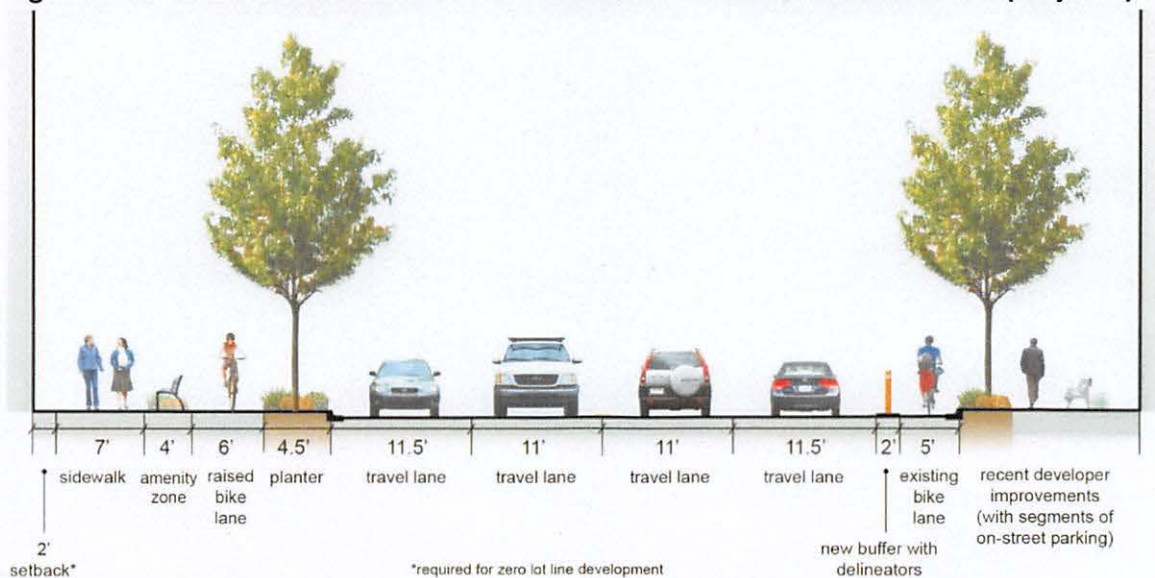 7' 4' 6' 4.5' 11.5' 11' 11' 11.5' 2' 5'
sidewalk amenity raised planter travel lane travel lane travel lane travel lane existing recent developer
zone bike bike improvements
lane lane (with segments of
on-street parking)
2' new buffer with
setback* *required for zero lot line development delineators